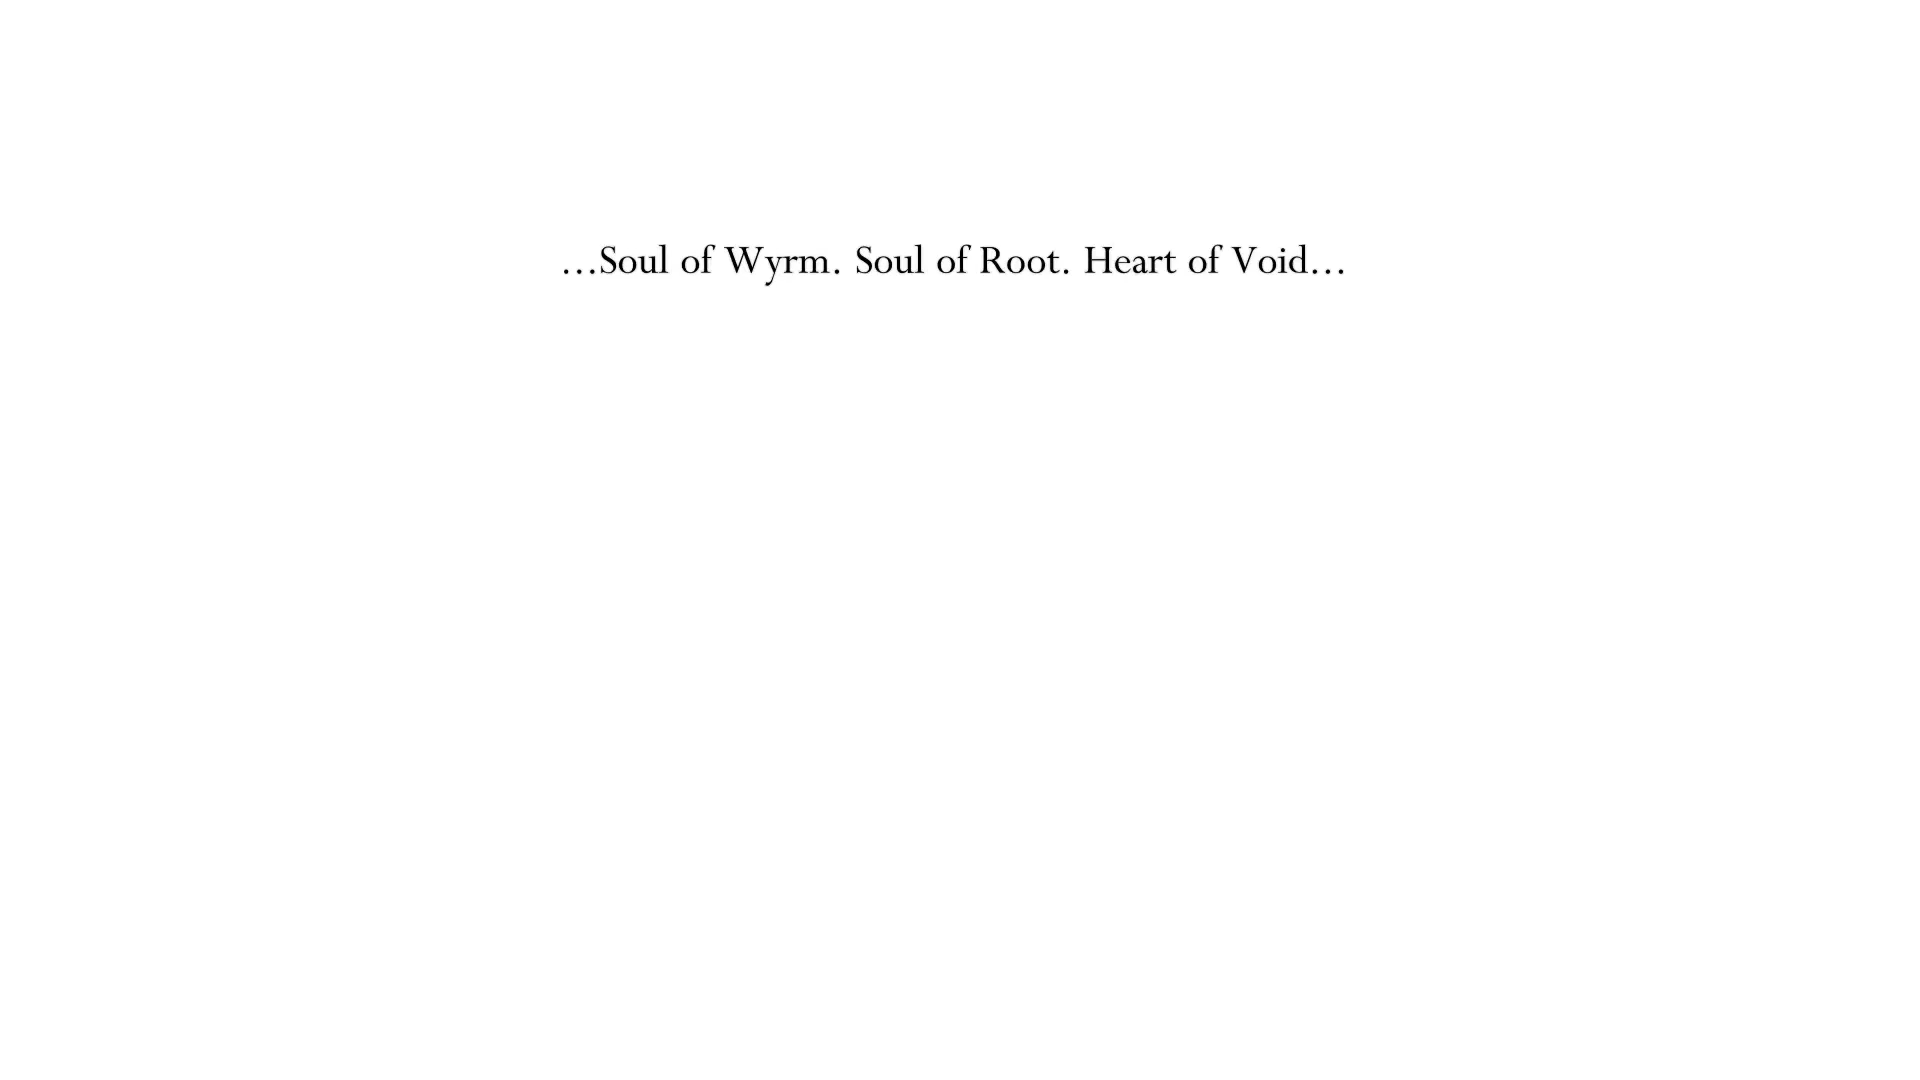 …Soul of Wyrm. Soul of Root. Heart of Void…